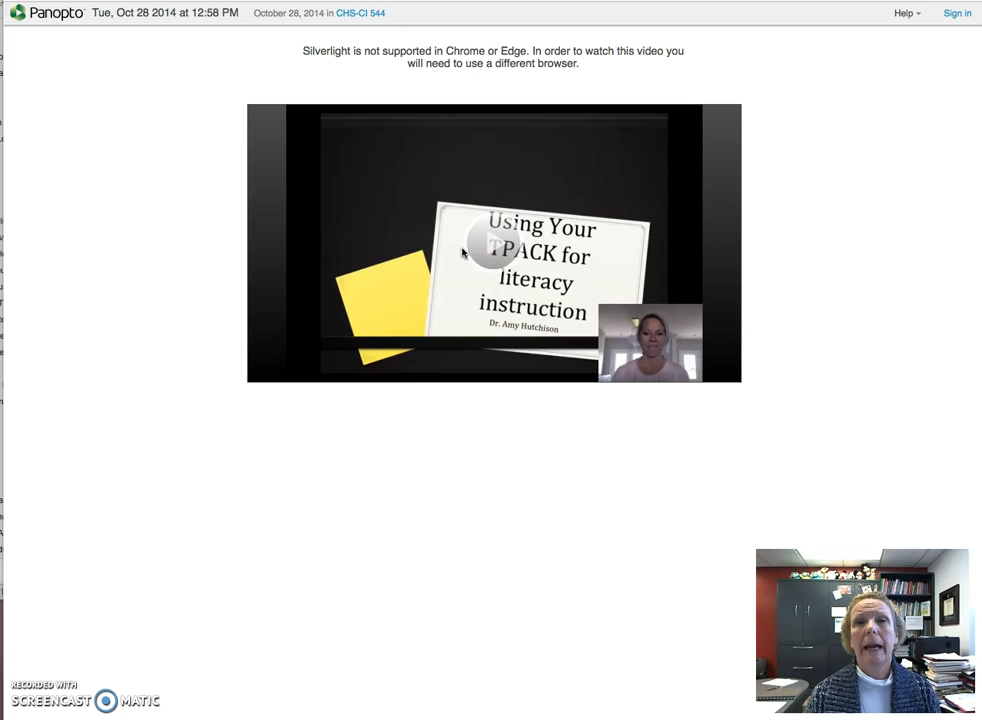 Panopto Tue, Oct 28 2014 at 12:58 PM October 28, 2014 in CHS-CI 544 Help Sign in
Silverlight is not supported in Chrome or Edge. In order to watch this video you
will need to use a different browser.
Using Your
TPACK for
literacy
instruction
Dr. Amy Hutchison
RECORDED WITH
SCREENCAST MATIC